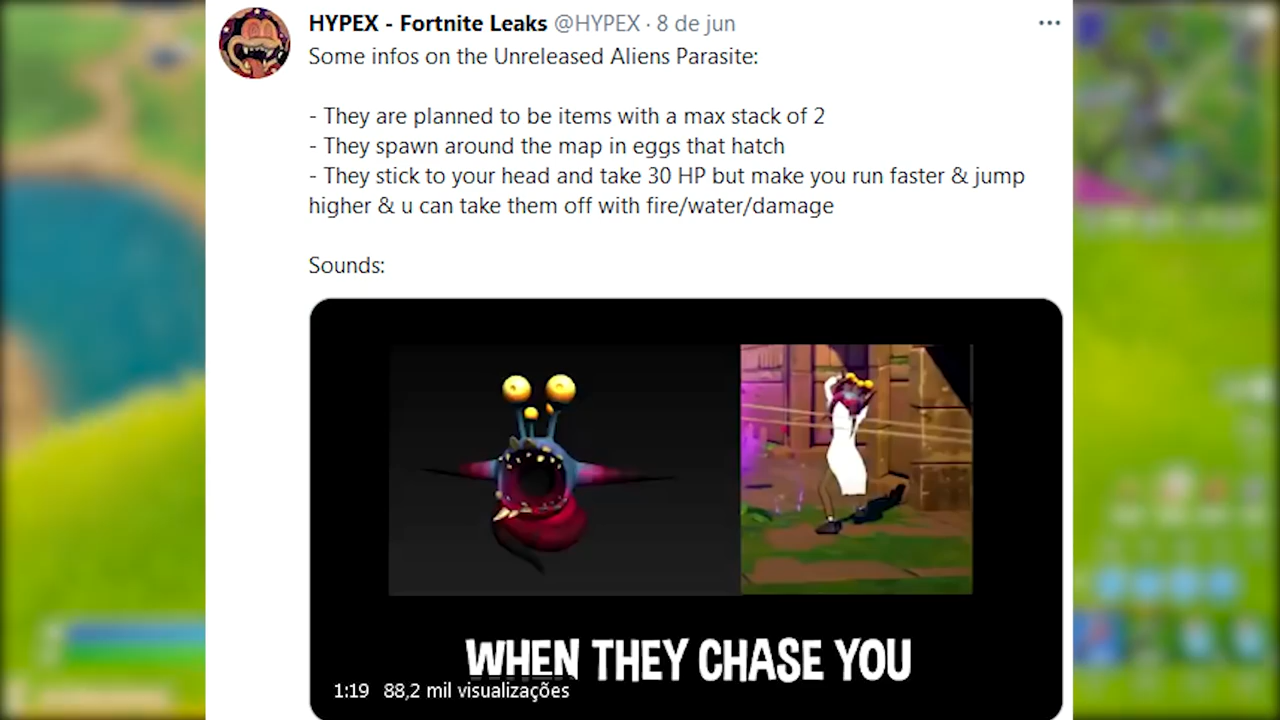 HYPEX - Fortnite Leaks @HYPEX · 8 de jun
Some infos on the Unreleased Aliens Parasite:
- They are planned to be items with a max stack of 2
- They spawn around the map in eggs that hatch
- They stick to your head and take 30 HP but make you run faster & jump
higher & u can take them off with fire/water/damage
Sounds:
WHEN THEY CHASE YOU
1:19 88,2 mil visualizações